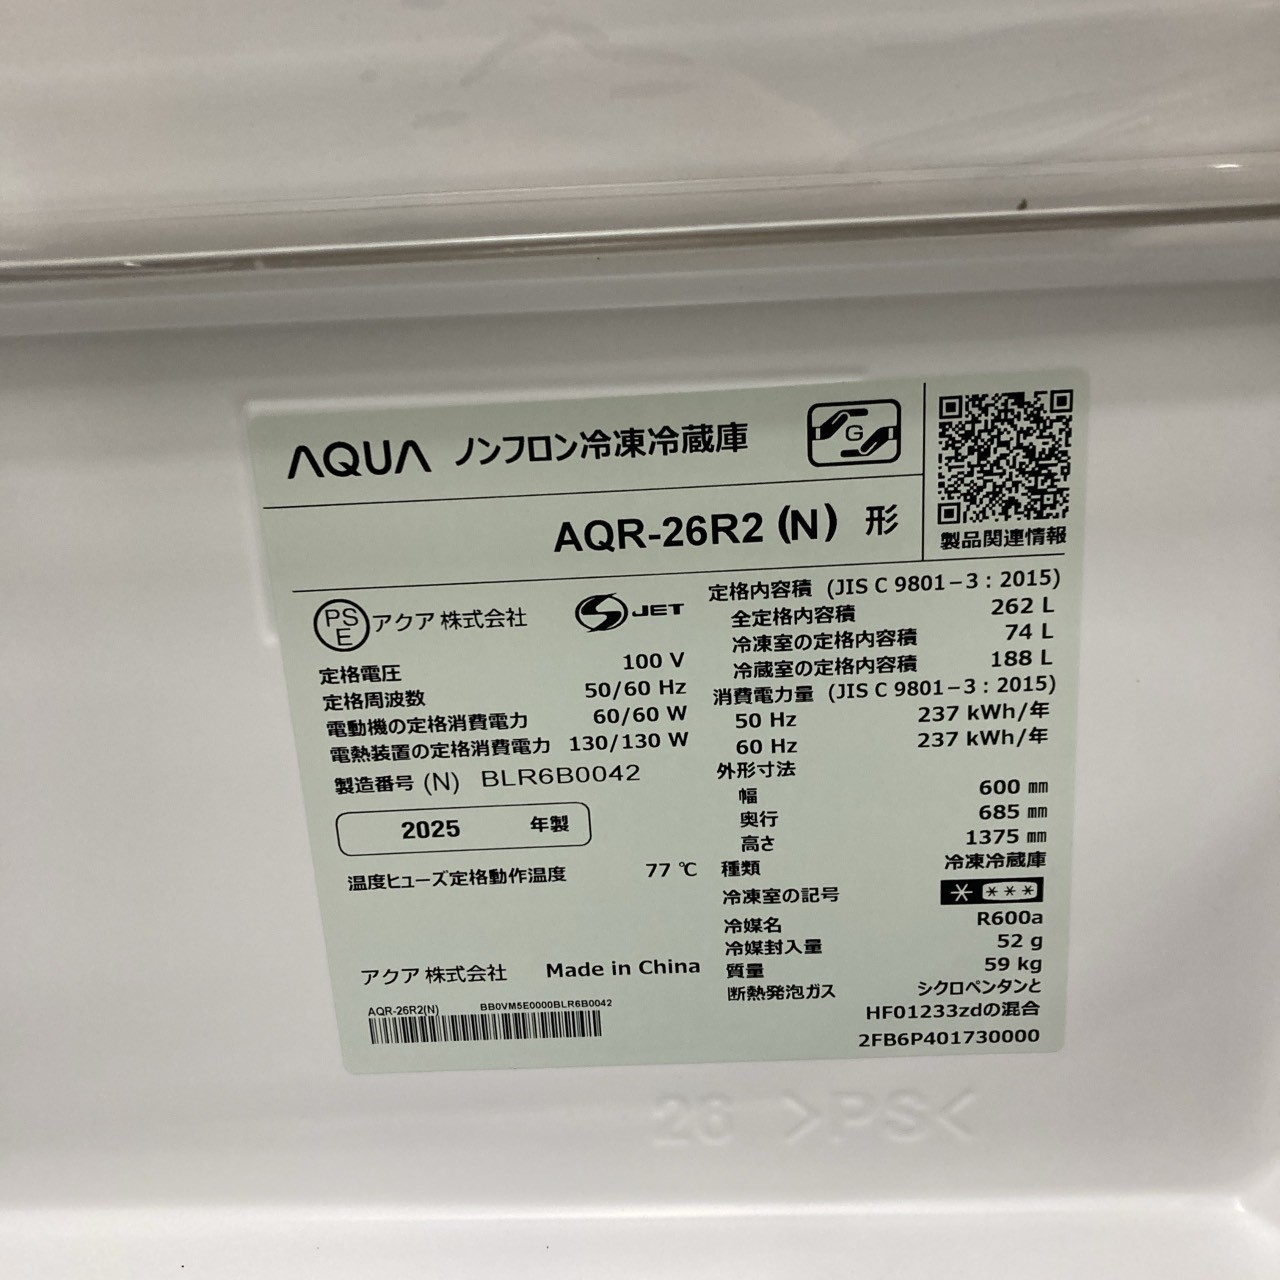 AQUA ノンフロン冷凍冷蔵庫
G
AQR-26R2 (N) 形
製品関連情報
PS E アクア 株式会社
S JET
定格電圧 100 V
定格周波数 50/60 Hz
電動機の定格消費電力 60/60 W
電熱装置の定格消費電力 130/130 W
製造番号 (N) BLR6B0042
2025 年製
温度ヒューズ定格動作温度 77 ℃
アクア 株式会社 Made in China
AQR-26R2(N) BB0VM5E0000BLR6B0042
定格内容積 (JIS C 9801-3:2015)
全定格内容積 262 L
冷凍室の定格内容積 74 L
冷蔵室の定格内容積 188 L
消費電力量 (JIS C 9801-3:2015)
50 Hz 237 kWh/年
60 Hz 237 kWh/年
外形寸法
幅 600 ㎜
奥行 685 ㎜
高さ 1375 ㎜
種類 冷凍冷蔵庫
冷凍室の記号 * ***
冷媒名 R600a
冷媒封入量 52 g
質量 59 kg
断熱発泡ガス シクロペンタンと
HFO1233zdの混合
2FB6P401730000
26 >PS<